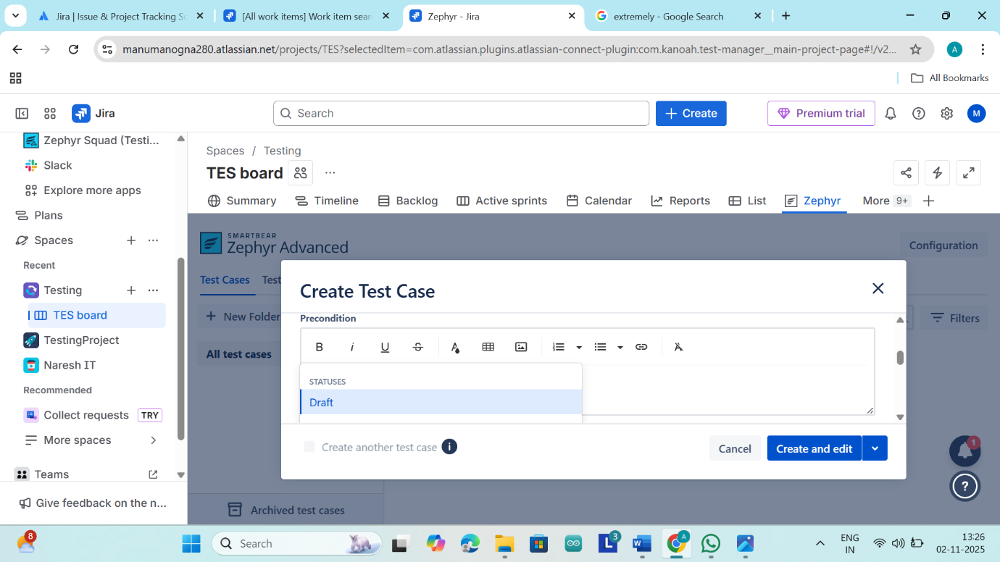 Jira | Issue & Project Tracking So
[All work items] Work item sear
Zephyr - Jira
extremely - Google Search
manumanogna280.atlassian.net/projects/TES?selectedItem=com.atlassian.plugins.atlassian-connect-plugin:com.kanoah.test-manager__main-project-page#!/v2...
A
All Bookmarks
Jira
Search
Create
Premium trial
M
Zephyr Squad (Testi...
Slack
Explore more apps
Plans
Spaces
Recent
Testing
TES board
TestingProject
Naresh IT
Recommended
Collect requests TRY
More spaces
Teams
Give feedback on the n...
Spaces / Testing
TES board
Summary Timeline Backlog Active sprints Calendar Reports List Zephyr More 9+
SMARTBEAR
Zephyr Advanced
Configuration
Test Cases Tes
New Folder
Filters
All test cases
Archived test cases
Create Test Case
Precondition
B i U S A
STATUSES
Draft
Create another test case i
Cancel
Create and edit
1
?
8
Search
L 3
W
A
ENG
IN
13:26
02-11-2025